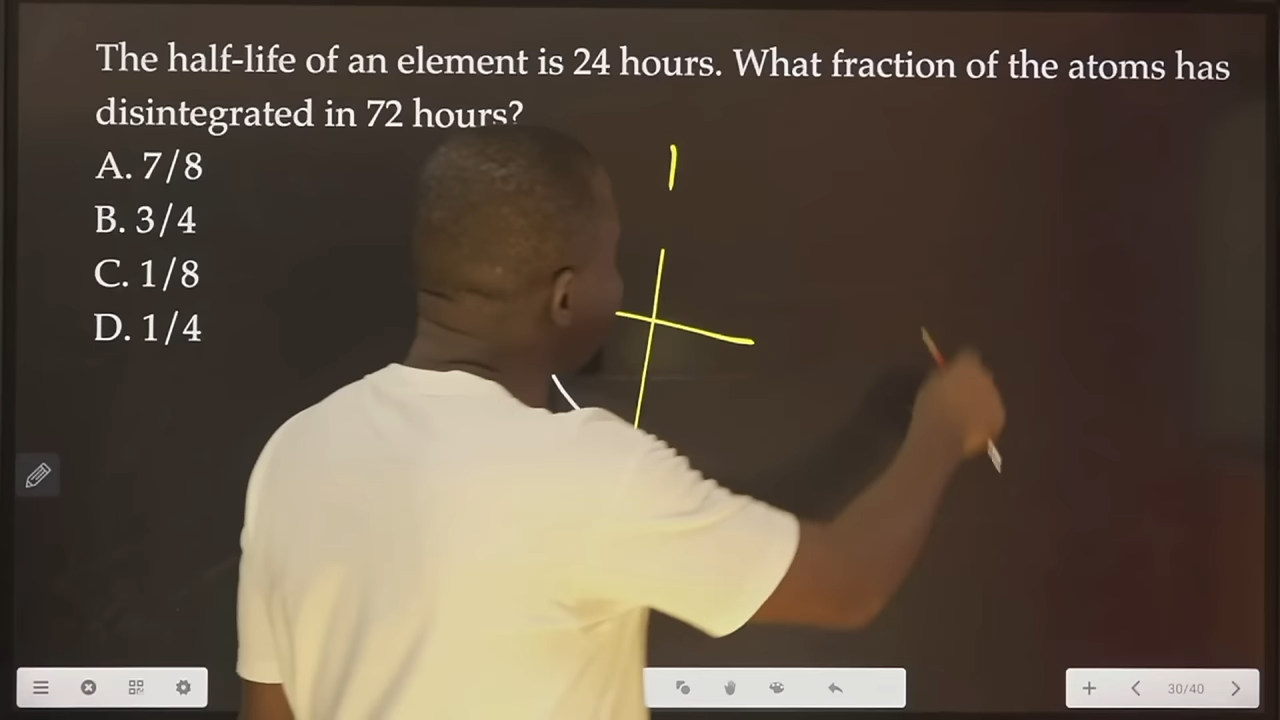 The half-life of an element is 24 hours. What fraction of the atoms has
disintegrated in 72 hours?
A. 7/8
B. 3/4
C. 1/8
D. 1/4
1
30/40